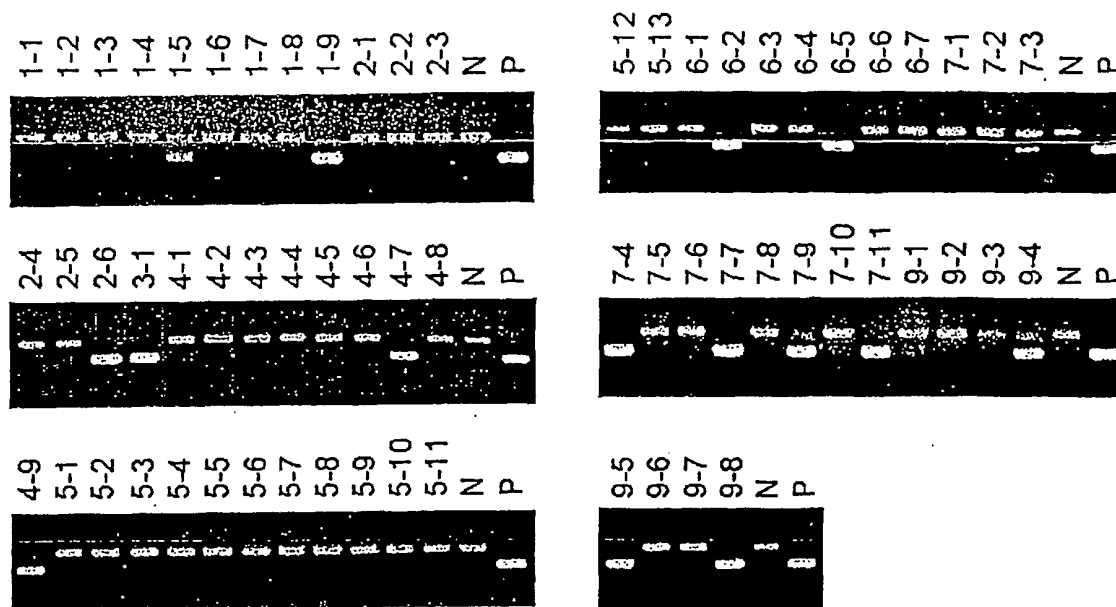 1-1 1-2 1-3 1-4 1-5 1-6 1-7 1-8 1-9 2-1 2-2 2-3 N P
5-12 5-13 6-1 6-2 6-3 6-4 6-5 6-6 6-7 7-1 7-2 7-3 N P
2-4 2-5 2-6 3-1 4-1 4-2 4-3 4-4 4-5 4-6 4-7 4-8 N P
7-4 7-5 7-6 7-7 7-8 7-9 7-10 7-11 9-1 9-2 9-3 9-4 N P
4-9 5-1 5-2 5-3 5-4 5-5 5-6 5-7 5-8 5-9 5-10 5-11 N P
9-5 9-6 9-7 9-8 N P